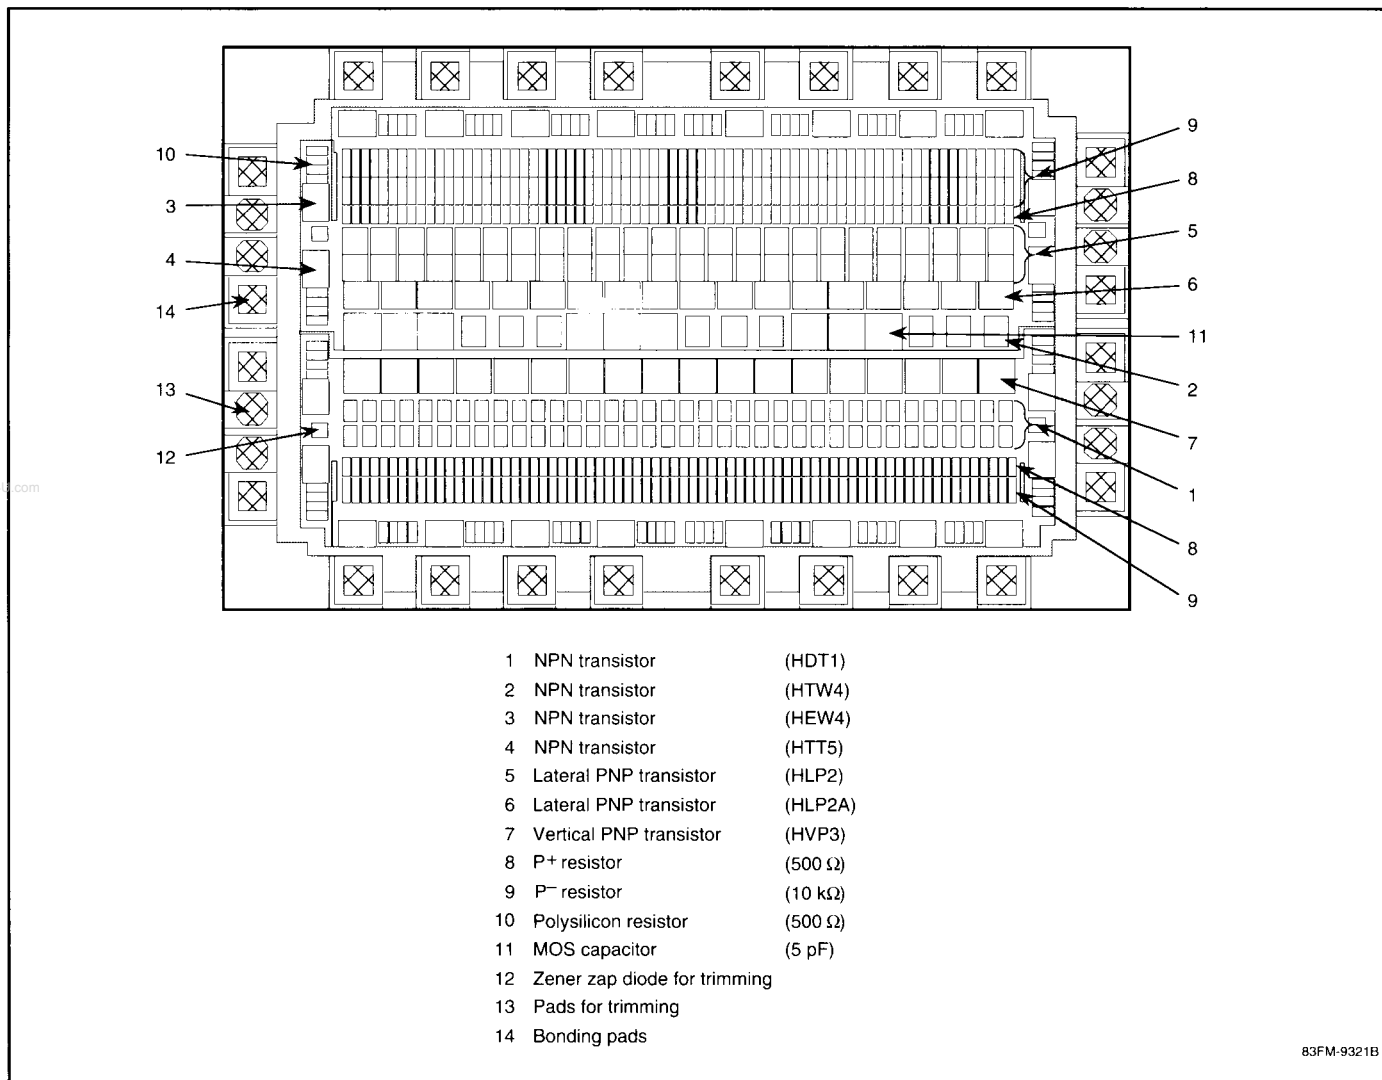 9
8
10
3
5
4
6
14
11
2
13
7
12
1
8
9
U.com
1 NPN transistor (HDT1)
2 NPN transistor (HTW4)
3 NPN transistor (HEW4)
4 NPN transistor (HTT5)
5 Lateral PNP transistor (HLP2)
6 Lateral PNP transistor (HLP2A)
7 Vertical PNP transistor (HVP3)
8 P+ resistor (500 Ω)
9 P− resistor (10 kΩ)
10 Polysilicon resistor (500 Ω)
11 MOS capacitor (5 pF)
12 Zener zap diode for trimming
13 Pads for trimming
14 Bonding pads
83FM-9321B